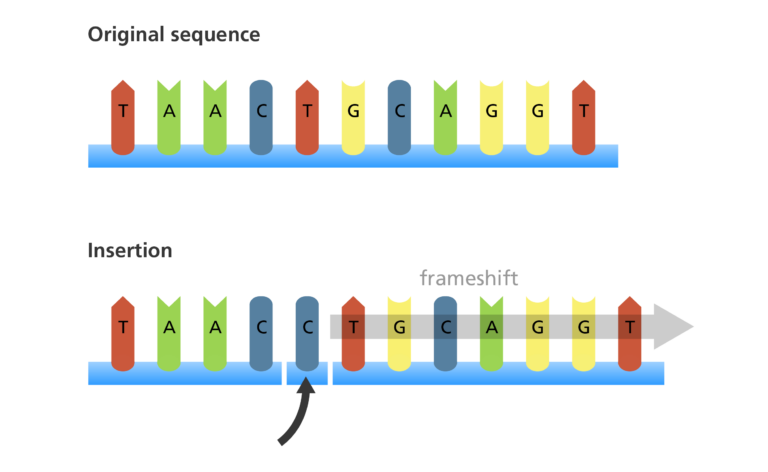 Original sequence
T A A C T G C A G G T
Insertion
frameshift
T A A C C T G C A G G T